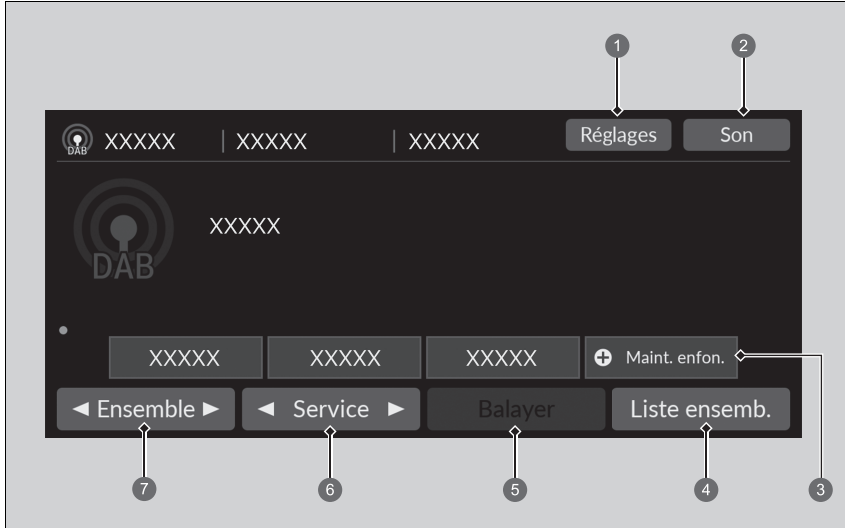 1 2
DAB XXXXX | XXXXX | XXXXX Réglages Son
XXXXX
DAB
XXXXX XXXXX XXXXX Maint. enfon.
◄ Ensemble ► ◄ Service ► Balayer Liste ensemb.
7 6 5 4 3